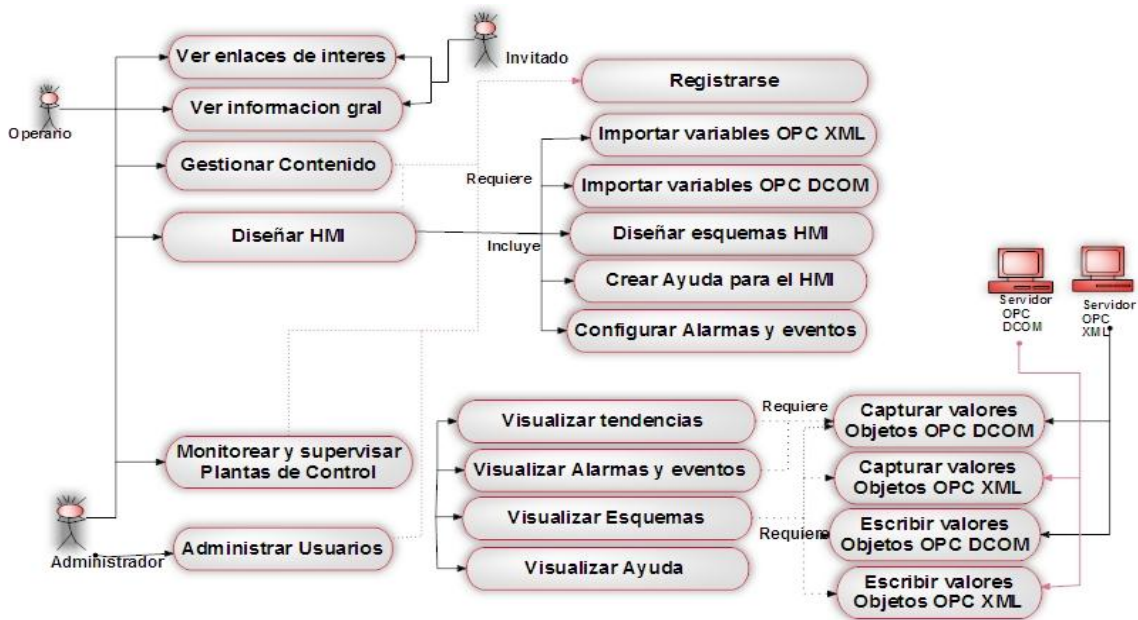 Ver enlaces de interes
Invitado
Registrarse
Ver informacion gral
Operario
Importar variables OPC XML
Gestionar Contenido
Requiere
Importar variables OPC DCOM
Diseñar HMI
Incluye
Diseñar esquemas HMI
Crear Ayuda para el HMI
Servidor
OPC
DCOM
Servidor
OPC
XML
Configurar Alarmas y eventos
Visualizar tendencias
Requiere
Capturar valores
Objetos OPC DCOM
Monitorear y supervisar
Plantas de Control
Visualizar Alarmas y eventos
Capturar valores
Objetos OPC XML
Visualizar Esquemas
Requiere
Escribir valores
Objetos OPC DCOM
Administrador
Administrar Usuarios
Visualizar Ayuda
Escribir valores
Objetos OPC XML